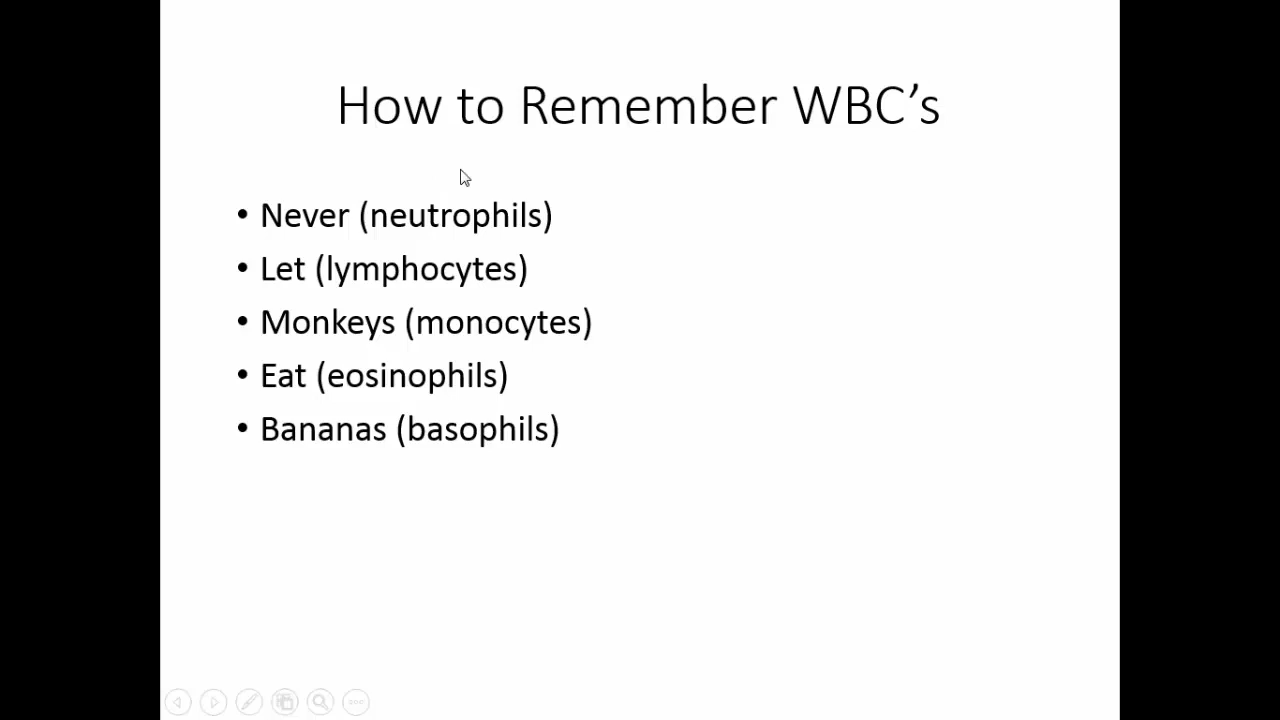 How to Remember WBC’s
• Never (neutrophils)
• Let (lymphocytes)
• Monkeys (monocytes)
• Eat (eosinophils)
• Bananas (basophils)